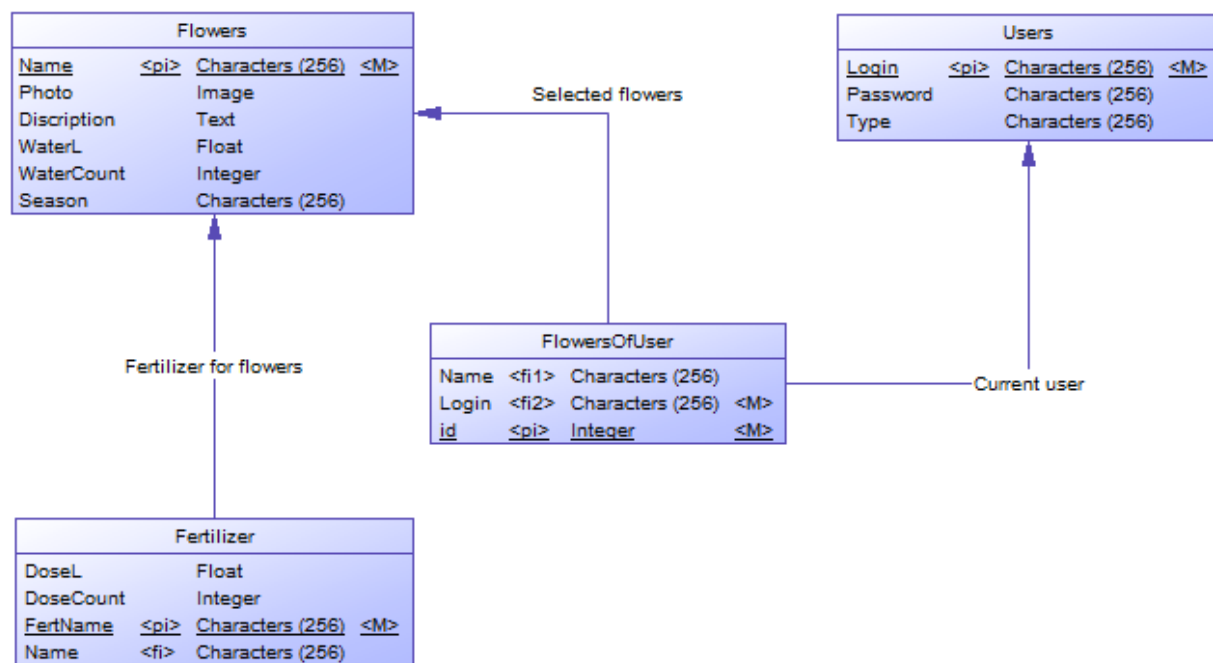 Flowers
Name <pi> Characters (256) <M>
Photo Image
Discription Text
WaterL Float
WaterCount Integer
Season Characters (256)
Users
Login <pi> Characters (256) <M>
Password Characters (256)
Type Characters (256)
Selected flowers
FlowersOfUser
Name <fi1> Characters (256)
Login <fi2> Characters (256) <M>
id <pi> Integer <M>
Current user
Fertilizer for flowers
Fertilizer
DoseL Float
DoseCount Integer
FertName <pi> Characters (256) <M>
Name <fi> Characters (256)